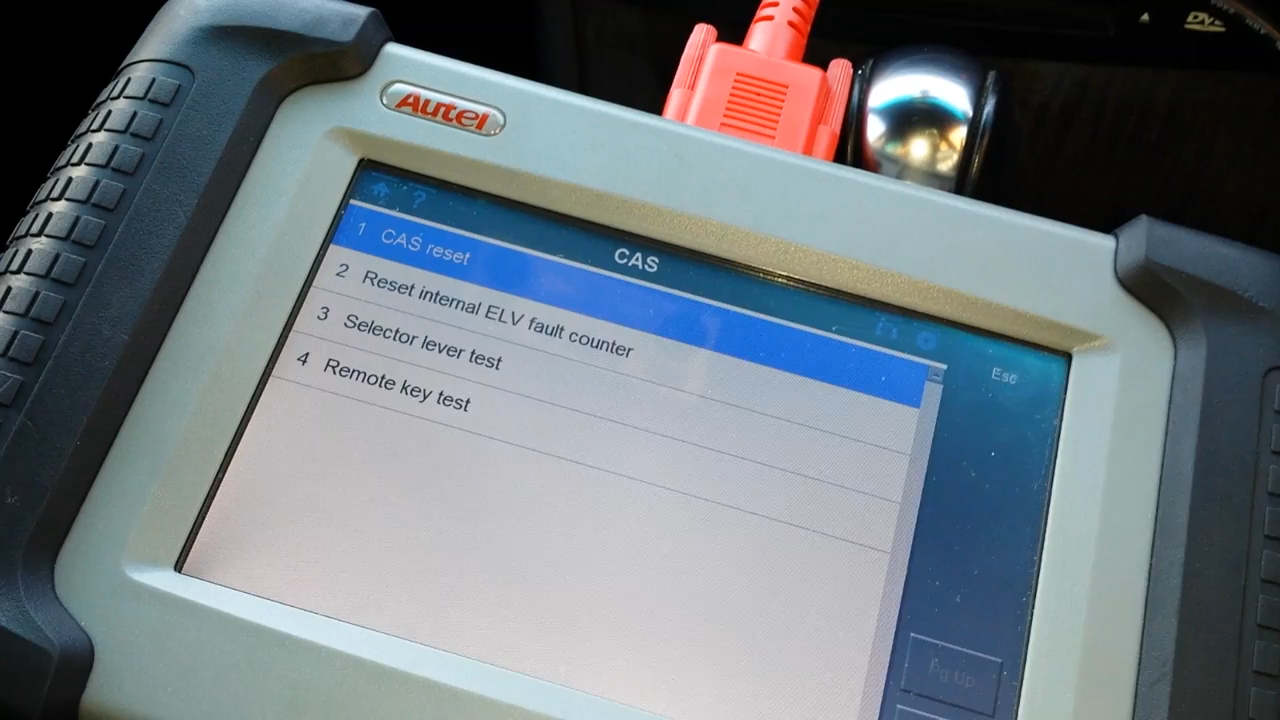 DVD
Autel
CAS
1 CAS reset
2 Reset internal ELV fault counter
3 Selector lever test
4 Remote key test
Esc
Pg Up